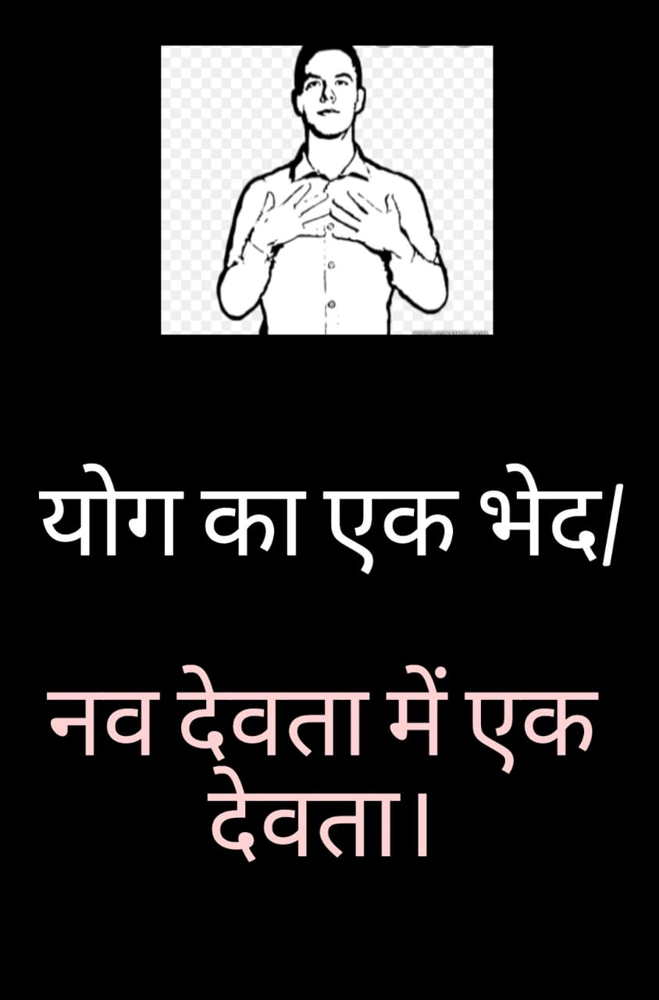 योग का एक भेद/
नव देवता में एक
देवता।